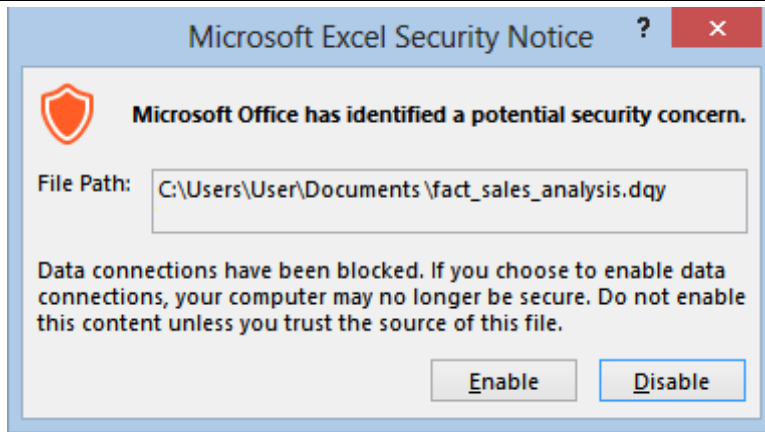 Microsoft Excel Security Notice ? ×
Microsoft Office has identified a potential security concern.
File Path: C:\Users\User\Documents\fact_sales_analysis.dqy
Data connections have been blocked. If you choose to enable data
connections, your computer may no longer be secure. Do not enable
this content unless you trust the source of this file.
Enable Disable